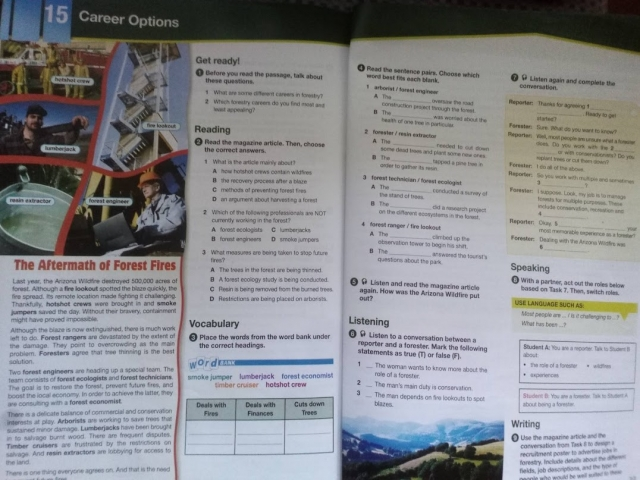 15 Career Options
hotshot crew
fire lookout
lumberjack
resin extractor
forest engineer
The Aftermath of Forest Fires
Last year, the Arizona Wildfire destroyed 500,000 acres of
forest. Although a fire lookout spotted the blaze quickly, the
fire spread. Its remote location made fighting it challenging.
Thankfully, hotshot crews were brought in and smoke
jumpers saved the day. Without their bravery, containment
might have proved impossible.
Although the blaze is now extinguished, there is much work
left to do. Forest rangers are devastated by the extent of
the damage. They point to overcrowding as the main
problem. Foresters agree that tree thinning is the best
solution.
Two forest engineers are heading up a special team. The
team consists of forest ecologists and forest technicians.
The goal is to restore the forest, prevent future fires, and
boost the local economy. In order to achieve the latter, they
are consulting with a forest economist.
There is a delicate balance of commercial and conservation
interests at play. Arborists are working to save trees that
sustained minor damage. Lumberjacks have been brought
in to salvage burnt wood. There are frequent disputes.
Timber cruisers are frustrated by the restrictions on
salvage. And resin extractors are lobbying for access to
the land.
There is one thing everyone agrees on. And that is the need
Get ready!
1 Before you read the passage, talk about
these questions.
1 What are some different careers in forestry?
2 Which forestry careers do you find most and
least appealing?
Reading
2 Read the magazine article. Then, choose
the correct answers.
1 What is the article mainly about?
A how hotshot crews contain wildfires
B the recovery process after a blaze
C methods of preventing forest fires
D an argument about harvesting a forest
2 Which of the following professionals are NOT
currently working in the forest?
A forest ecologists C lumberjacks
B forest engineers D smoke jumpers
3 What measures are being taken to stop future
fires?
A The trees in the forest are being thinned.
B A forest ecology study is being conducted.
C Resin is being removed from the burned trees.
D Restrictions are being placed on arborists.
Vocabulary
3 Place the words from the word bank under
the correct headings.
word BANK
smoke jumper lumberjack forest economist
timber cruiser hotshot crew
Deals with Fires
Deals with Finances
Cuts down Trees
4 Read the sentence pairs. Choose which
word best fits each blank.
1 arborist / forest engineer
A The ________ oversaw the road
construction project through the forest.
B The ________ was worried about the
health of one tree in particular.
2 forester / resin extractor
A The ________ needed to cut down
some dead trees and plant some new ones.
B The ________ tapped a pine tree in
order to gather its resin.
3 forest technician / forest ecologist
A The ________ conducted a survey of
the stand of trees.
B The ________ did a research project
on the different ecosystems in the forest.
4 forest ranger / fire lookout
A The ________ climbed up the
observation tower to begin his shift.
B The ________ answered the tourist's
questions about the park.
5 Listen and read the magazine article
again. How was the Arizona Wildfire put
out?
Listening
6 Listen to a conversation between a
reporter and a forester. Mark the following
statements as true (T) or false (F).
1 __ The woman wants to know more about the
role of a forester.
2 __ The man's main duty is conservation.
3 __ The man depends on fire lookouts to spot
blazes.
7 Listen again and complete the
conversation.
Reporter: Thanks for agreeing 1 ________
________. Ready to get
started?
Forester: Sure. What do you want to know?
Reporter: Well, most people are unsure what a forester
does. Do you work with fire 2 ________
________ or with conservationists? Do you
Forester: I do all of the above.
Reporter: So you work with multiple and sometimes
3 ________?
Forester: I suppose. Look, my job is to manage
forests for multiple purposes. These
include conservation, recreation and
4 ________.
Reporter: Okay. 5 ________ your
most memorable experience as a forester?
Forester: Dealing with the Arizona Wildfire was
6 ________.
Speaking
8 With a partner, act out the roles below
based on Task 7. Then, switch roles.
USE LANGUAGE SUCH AS:
Most people are ... / Is it challenging to ...?
What has been ...?
Student A: You are a reporter. Talk to Student B
about:
• the role of a forester • wildfires
• experiences
Student B: You are a forester. Talk to Student A
about being a forester.
Writing
9 Use the magazine article and the
conversation from Task 8 to design a
recruitment poster to advertise jobs in
forestry. Include details about the different
fields, job descriptions, and the type of